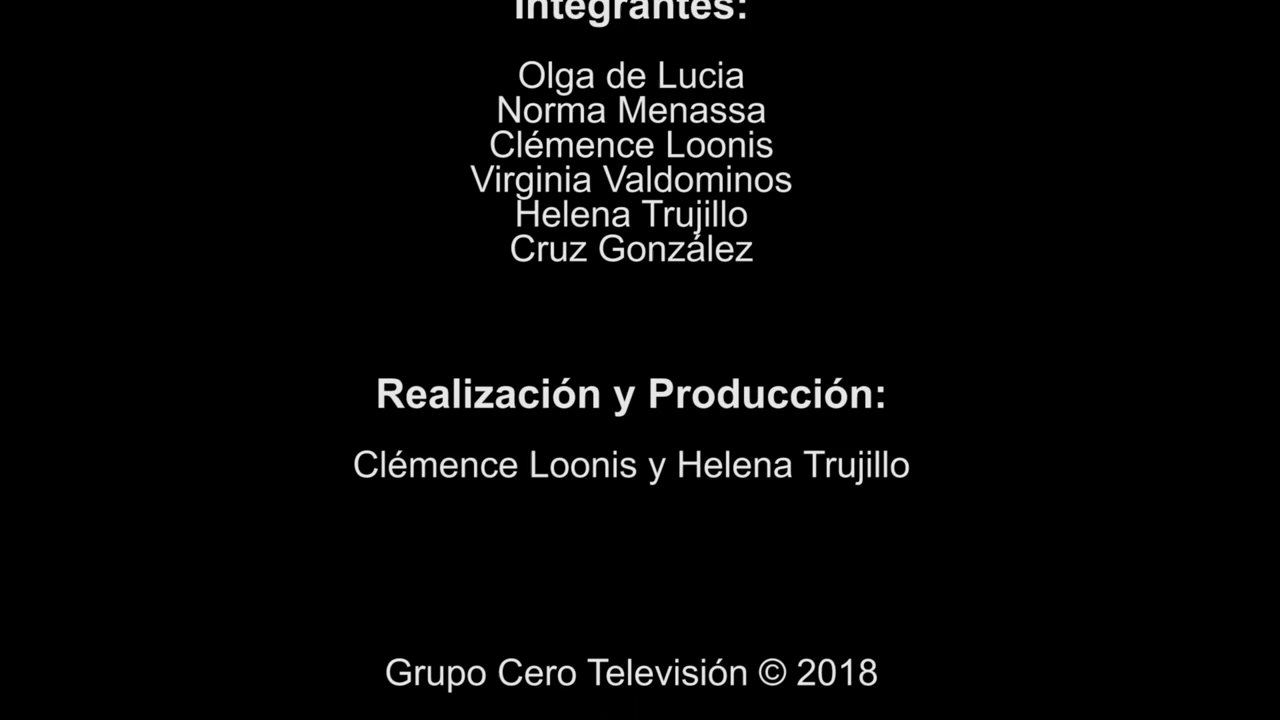 Integrantes:
Olga de Lucia
Norma Menassa
Clémence Loonis
Virginia Valdominos
Helena Trujillo
Cruz González
Realización y Producción:
Clémence Loonis y Helena Trujillo
Grupo Cero Televisión © 2018